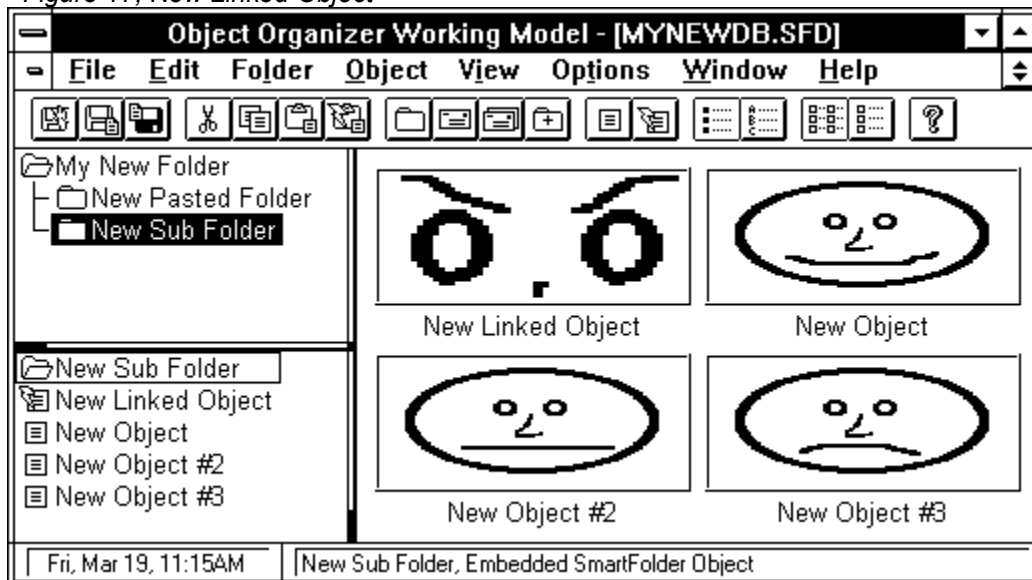 Figure 17, New Linked Object
Object Organizer Working Model - [MYNEWDB.SFD]
File Edit Folder Object View Options Window Help
My New Folder
New Pasted Folder
New Sub Folder
New Sub Folder
New Linked Object
New Object
New Object #2
New Object #3
New Linked Object
New Object
New Object #2
New Object #3
Fri, Mar 19, 11:15AM
New Sub Folder, Embedded SmartFolder Object